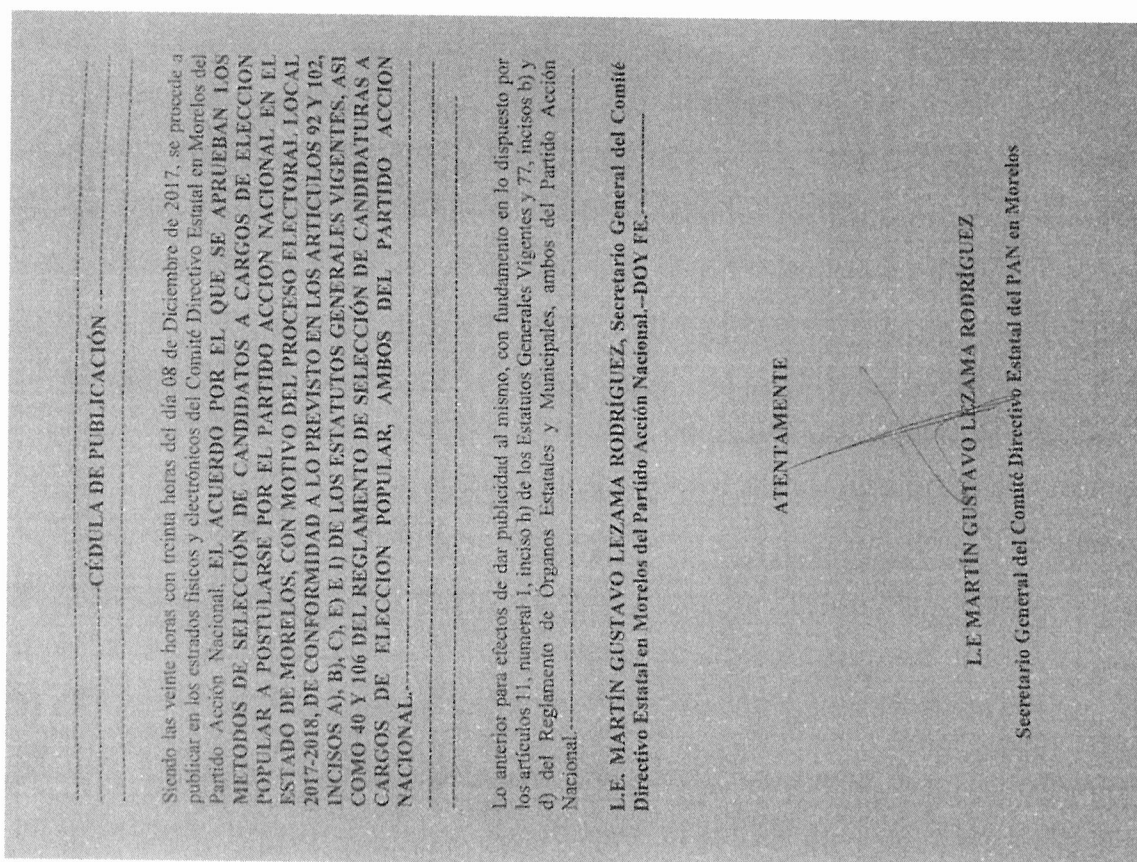 CÉDULA DE PUBLICACIÓN
Siendo las veinte horas con treinta horas del día 08 de Diciembre de 2017, se procede a
publicar en los estrados físicos y electrónicos del Comité Directivo Estatal en Morelos del
Partido Acción Nacional, EL ACUERDO POR EL QUE SE APRUEBAN LOS
METODOS DE SELECCIÓN DE CANDIDATOS A CARGOS DE ELECCION
POPULAR A POSTULARSE POR EL PARTIDO ACCION NACIONAL EN EL
ESTADO DE MORELOS, CON MOTIVO DEL PROCESO ELECTORAL LOCAL
2017-2018, DE CONFORMIDAD A LO PREVISTO EN LOS ARTICULOS 92 Y 102,
INCISOS A), B), C), E) E I) DE LOS ESTATUTOS GENERALES VIGENTES, ASI
COMO 40 Y 106 DEL REGLAMENTO DE SELECCIÓN DE CANDIDATURAS A
CARGOS DE ELECCION POPULAR, AMBOS DEL PARTIDO ACCION
NACIONAL.
Lo anterior para efectos de dar publicidad al mismo, con fundamento en lo dispuesto por
los artículos 11, numeral 1, inciso h) de los Estatutos Generales Vigentes y 77, incisos b) y
d) del Reglamento de Órganos Estatales y Municipales, ambos del Partido Acción
Nacional.
L.E. MARTÍN GUSTAVO LEZAMA RODRIGUEZ, Secretario General del Comité
Directivo Estatal en Morelos del Partido Acción Nacional.-DOY FE.
ATENTAMENTE
L.E MARTÍN GUSTAVO LEZAMA RODRÍGUEZ
Secretario General del Comité Directivo Estatal del PAN en Morelos